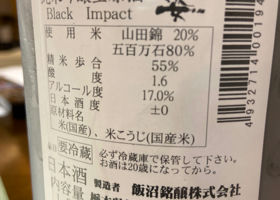 Black Impact
使用米 山田錦 20%
五百万石80%
精米歩合 55%
酸度 1.6
アルコール度 17.0%
日本酒度 ±0
原材料名
米(国産)、米こうじ(国産米)
要冷蔵 必ず冷蔵庫で保管して下さい。
お酒は20歳になってから。
日本酒
製造者 飯沼銘醸株式会社
内容量
4932714400194